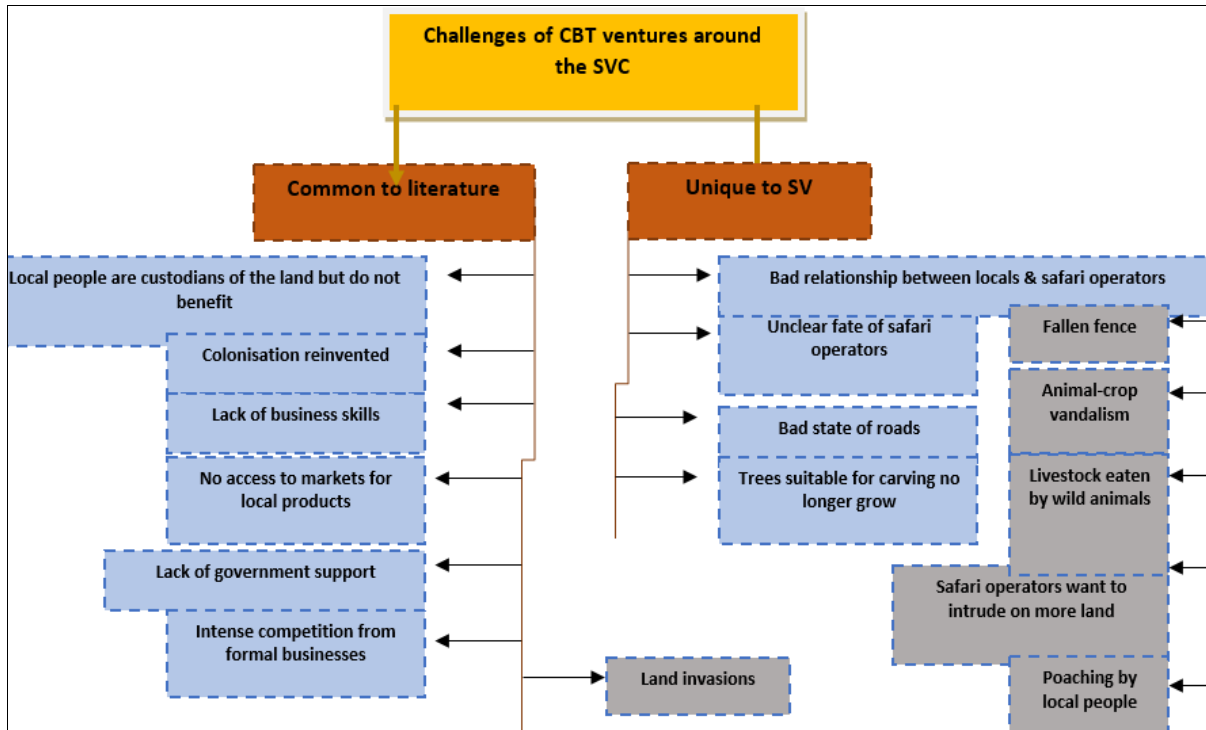 Challenges of CBT ventures around
the SVC
Common to literature
Unique to SV
Local people are custodians of the land but do not
benefit
Colonisation reinvented
Lack of business skills
No access to markets for
local products
Lack of government support
Intense competition from
formal businesses
Land invasions
Bad relationship between locals & safari operators
Unclear fate of safari
operators
Bad state of roads
Trees suitable for carving no
longer grow
Fallen fence
Animal-crop
vandalism
Livestock eaten
by wild animals
Safari operators want to
intrude on more land
Poaching by
local people